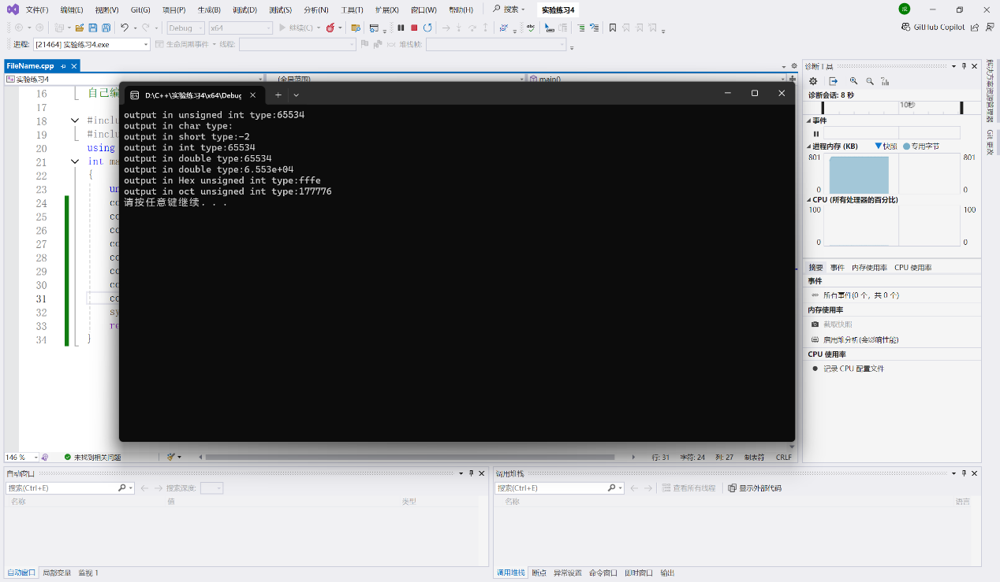 文件(F) 编辑(E) 视图(V) Git(G) 项目(P) 生成(B) 调试(D) 测试(S) 分析(N) 工具(T) 扩展(X) 窗口(W) 帮助(H) 搜索 实验练习4
Debug x64 继续(C) GitHub Copilot
进程: [21464] 实验练习4.exe 生命周期事件 线程: 堆栈帧:
FileName.cpp
实验练习4 (全局范围) main()
D:\C++\实验练习4\x64\Debug
16 自己编
17
18 #inclu
19 #inclu
20 using
21 int ma
22 {
23 un
24 co
25 co
26 co
27 co
28 co
29 co
30 co
31 co
32 sy
33 re
34 }
output in unsigned int type:65534
output in char type:
output in short type:-2
output in int type:65534
output in double type:65534
output in double type:6.553e+04
output in Hex unsigned int type:fffe
output in oct unsigned int type:177776
请按任意键继续. . .
146 % 未找到相关问题 行: 31 字符: 24 列: 27 制表符 CRLF
诊断工具
诊断会话: 8 秒
10秒
事件
进程内存 (KB) 快照 专用字节
801 801
0 0
CPU (所有处理器的百分比)
100 100
0 0
摘要 事件 内存使用率 CPU 使用率
事件
所有事件(0 个，共 0 个)
内存使用率
截取快照
启用堆分析(会影响性能)
CPU 使用率
记录 CPU 配置文件
解决方案资源管理器
Git 更改
自动窗口
搜索(Ctrl+E) 搜索深度:
名称 值 类型
自动窗口 局部变量 监视 1
调用堆栈
搜索(Ctrl+E) 查看所有线程 显示外部代码
名称 语言
调用堆栈 断点 异常设置 命令窗口 即时窗口 输出